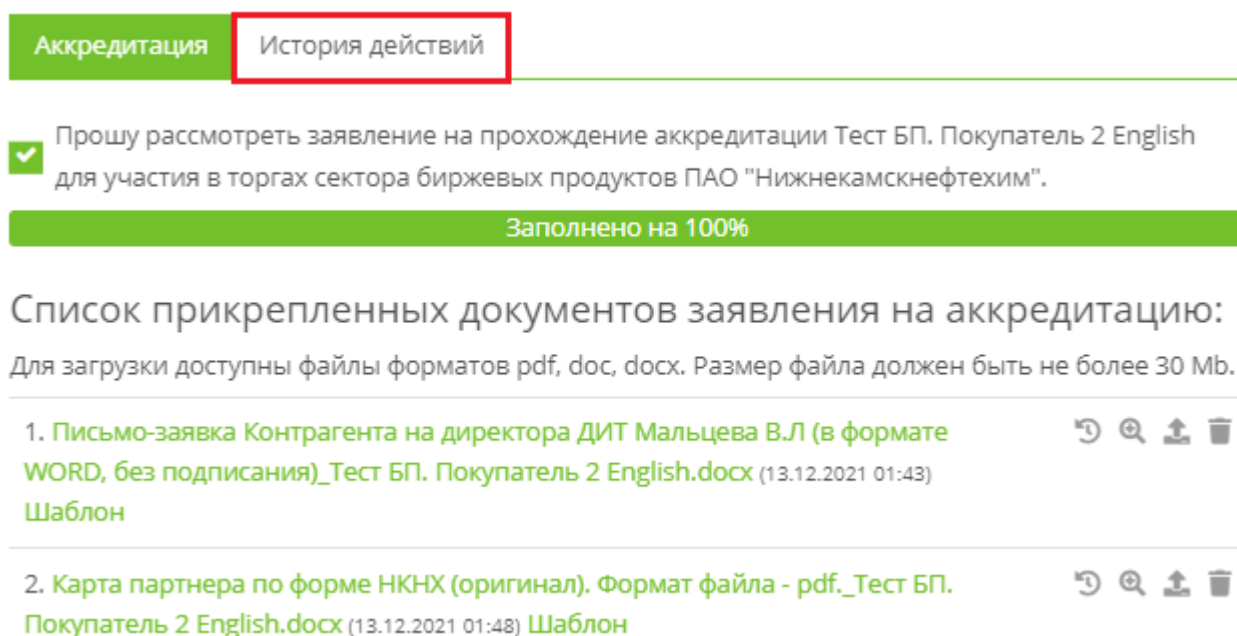 Аккредитация История действий
Прошу рассмотреть заявление на прохождение аккредитации Тест БП. Покупатель 2 English
для участия в торгах сектора биржевых продуктов ПАО "Нижнекамскнефтехим".
Заполнено на 100%
Список прикрепленных документов заявления на аккредитацию:
Для загрузки доступны файлы форматов pdf, doc, docx. Размер файла должен быть не более 30 Mb.
1. Письмо-заявка Контрагента на директора ДИТ Мальцева В.Л (в формате
WORD, без подписания)_Тест БП. Покупатель 2 English.docx (13.12.2021 01:43)
Шаблон
2. Карта партнера по форме НКНХ (оригинал). Формат файла - pdf._Тест БП.
Покупатель 2 English.docx (13.12.2021 01:48) Шаблон